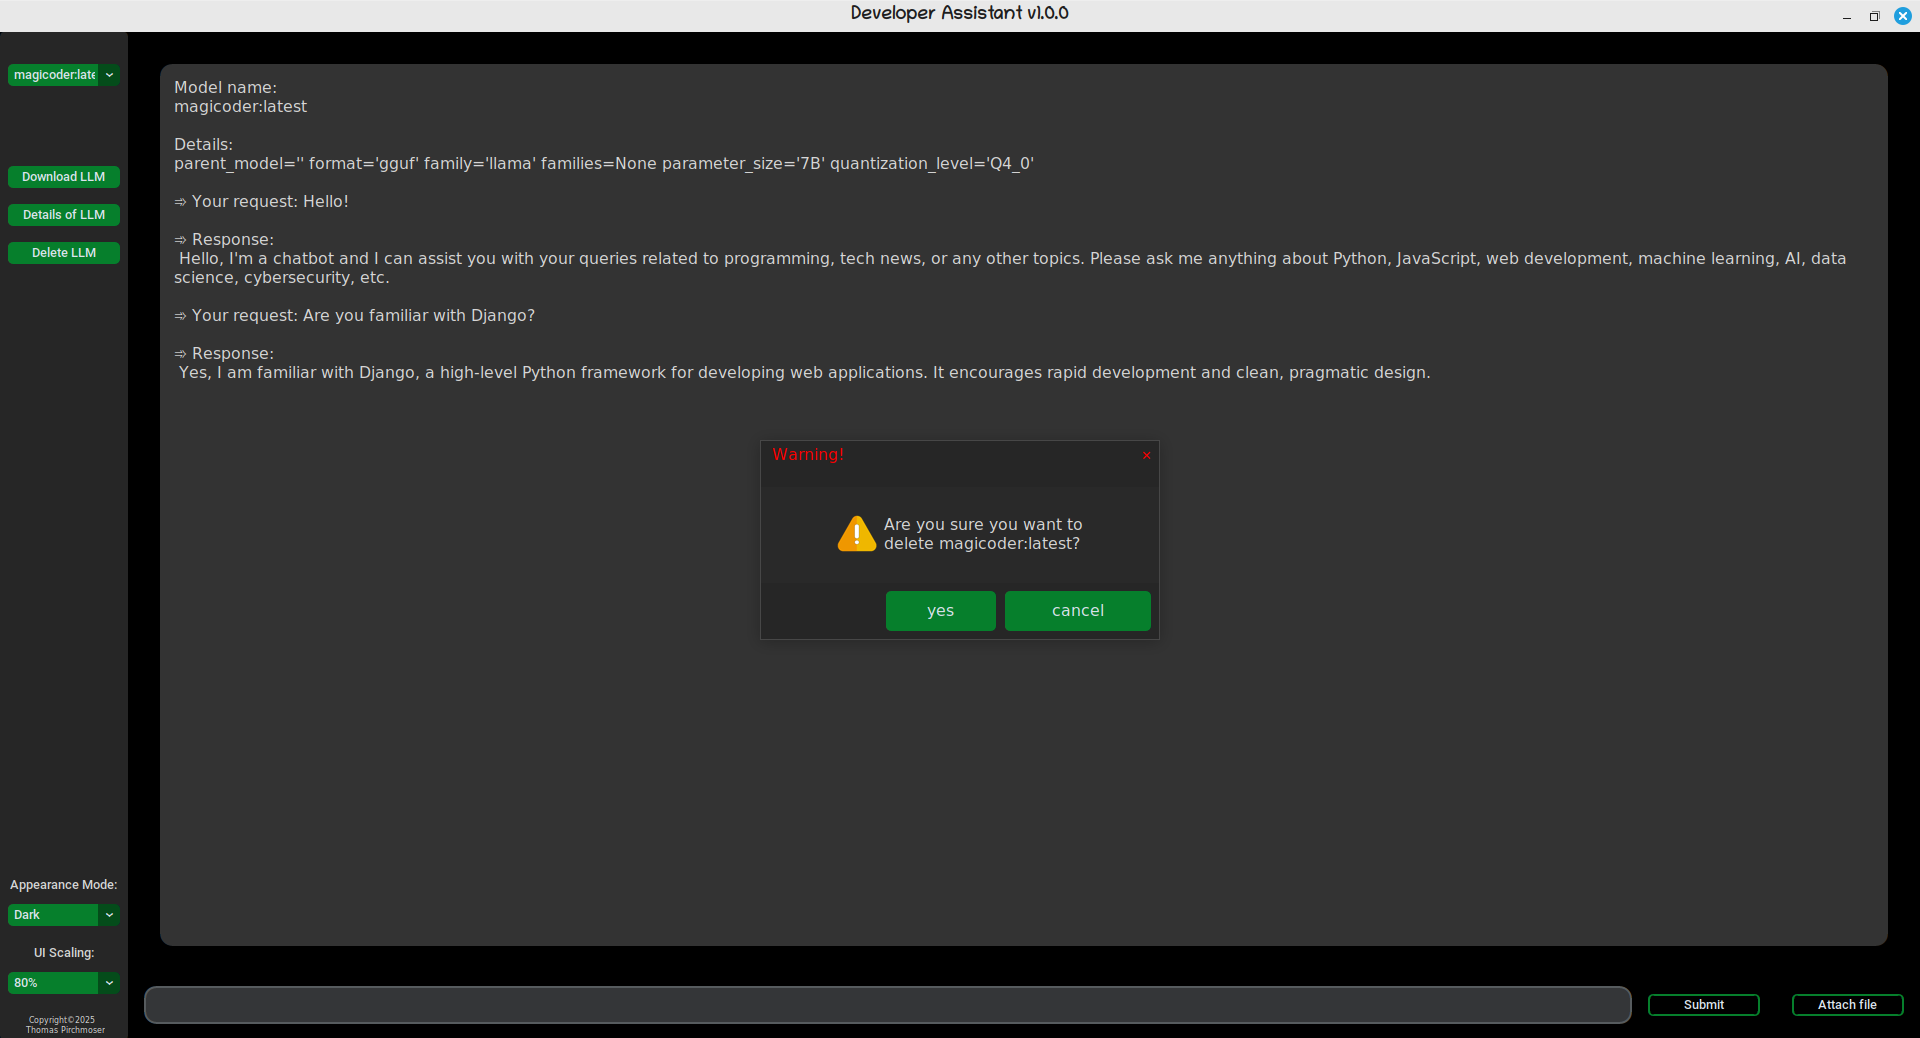 Developer Assistant v1.0.0
magicoder:late
Download LLM
Details of LLM
Delete LLM
Model name:
magicoder:latest
Details:
parent_model='' format='gguf' family='llama' families=None parameter_size='7B' quantization_level='Q4_0'
➾ Your request: Hello!
➾ Response:
Hello, I'm a chatbot and I can assist you with your queries related to programming, tech news, or any other topics. Please ask me anything about Python, JavaScript, web development, machine learning, AI, data
science, cybersecurity, etc.
➾ Your request: Are you familiar with Django?
➾ Response:
Yes, I am familiar with Django, a high-level Python framework for developing web applications. It encourages rapid development and clean, pragmatic design.
Warning!
Are you sure you want to
delete magicoder:latest?
yes
cancel
Appearance Mode:
Dark
UI Scaling:
80%
Copyright©2025
Thomas Pirchmoser
Submit
Attach file